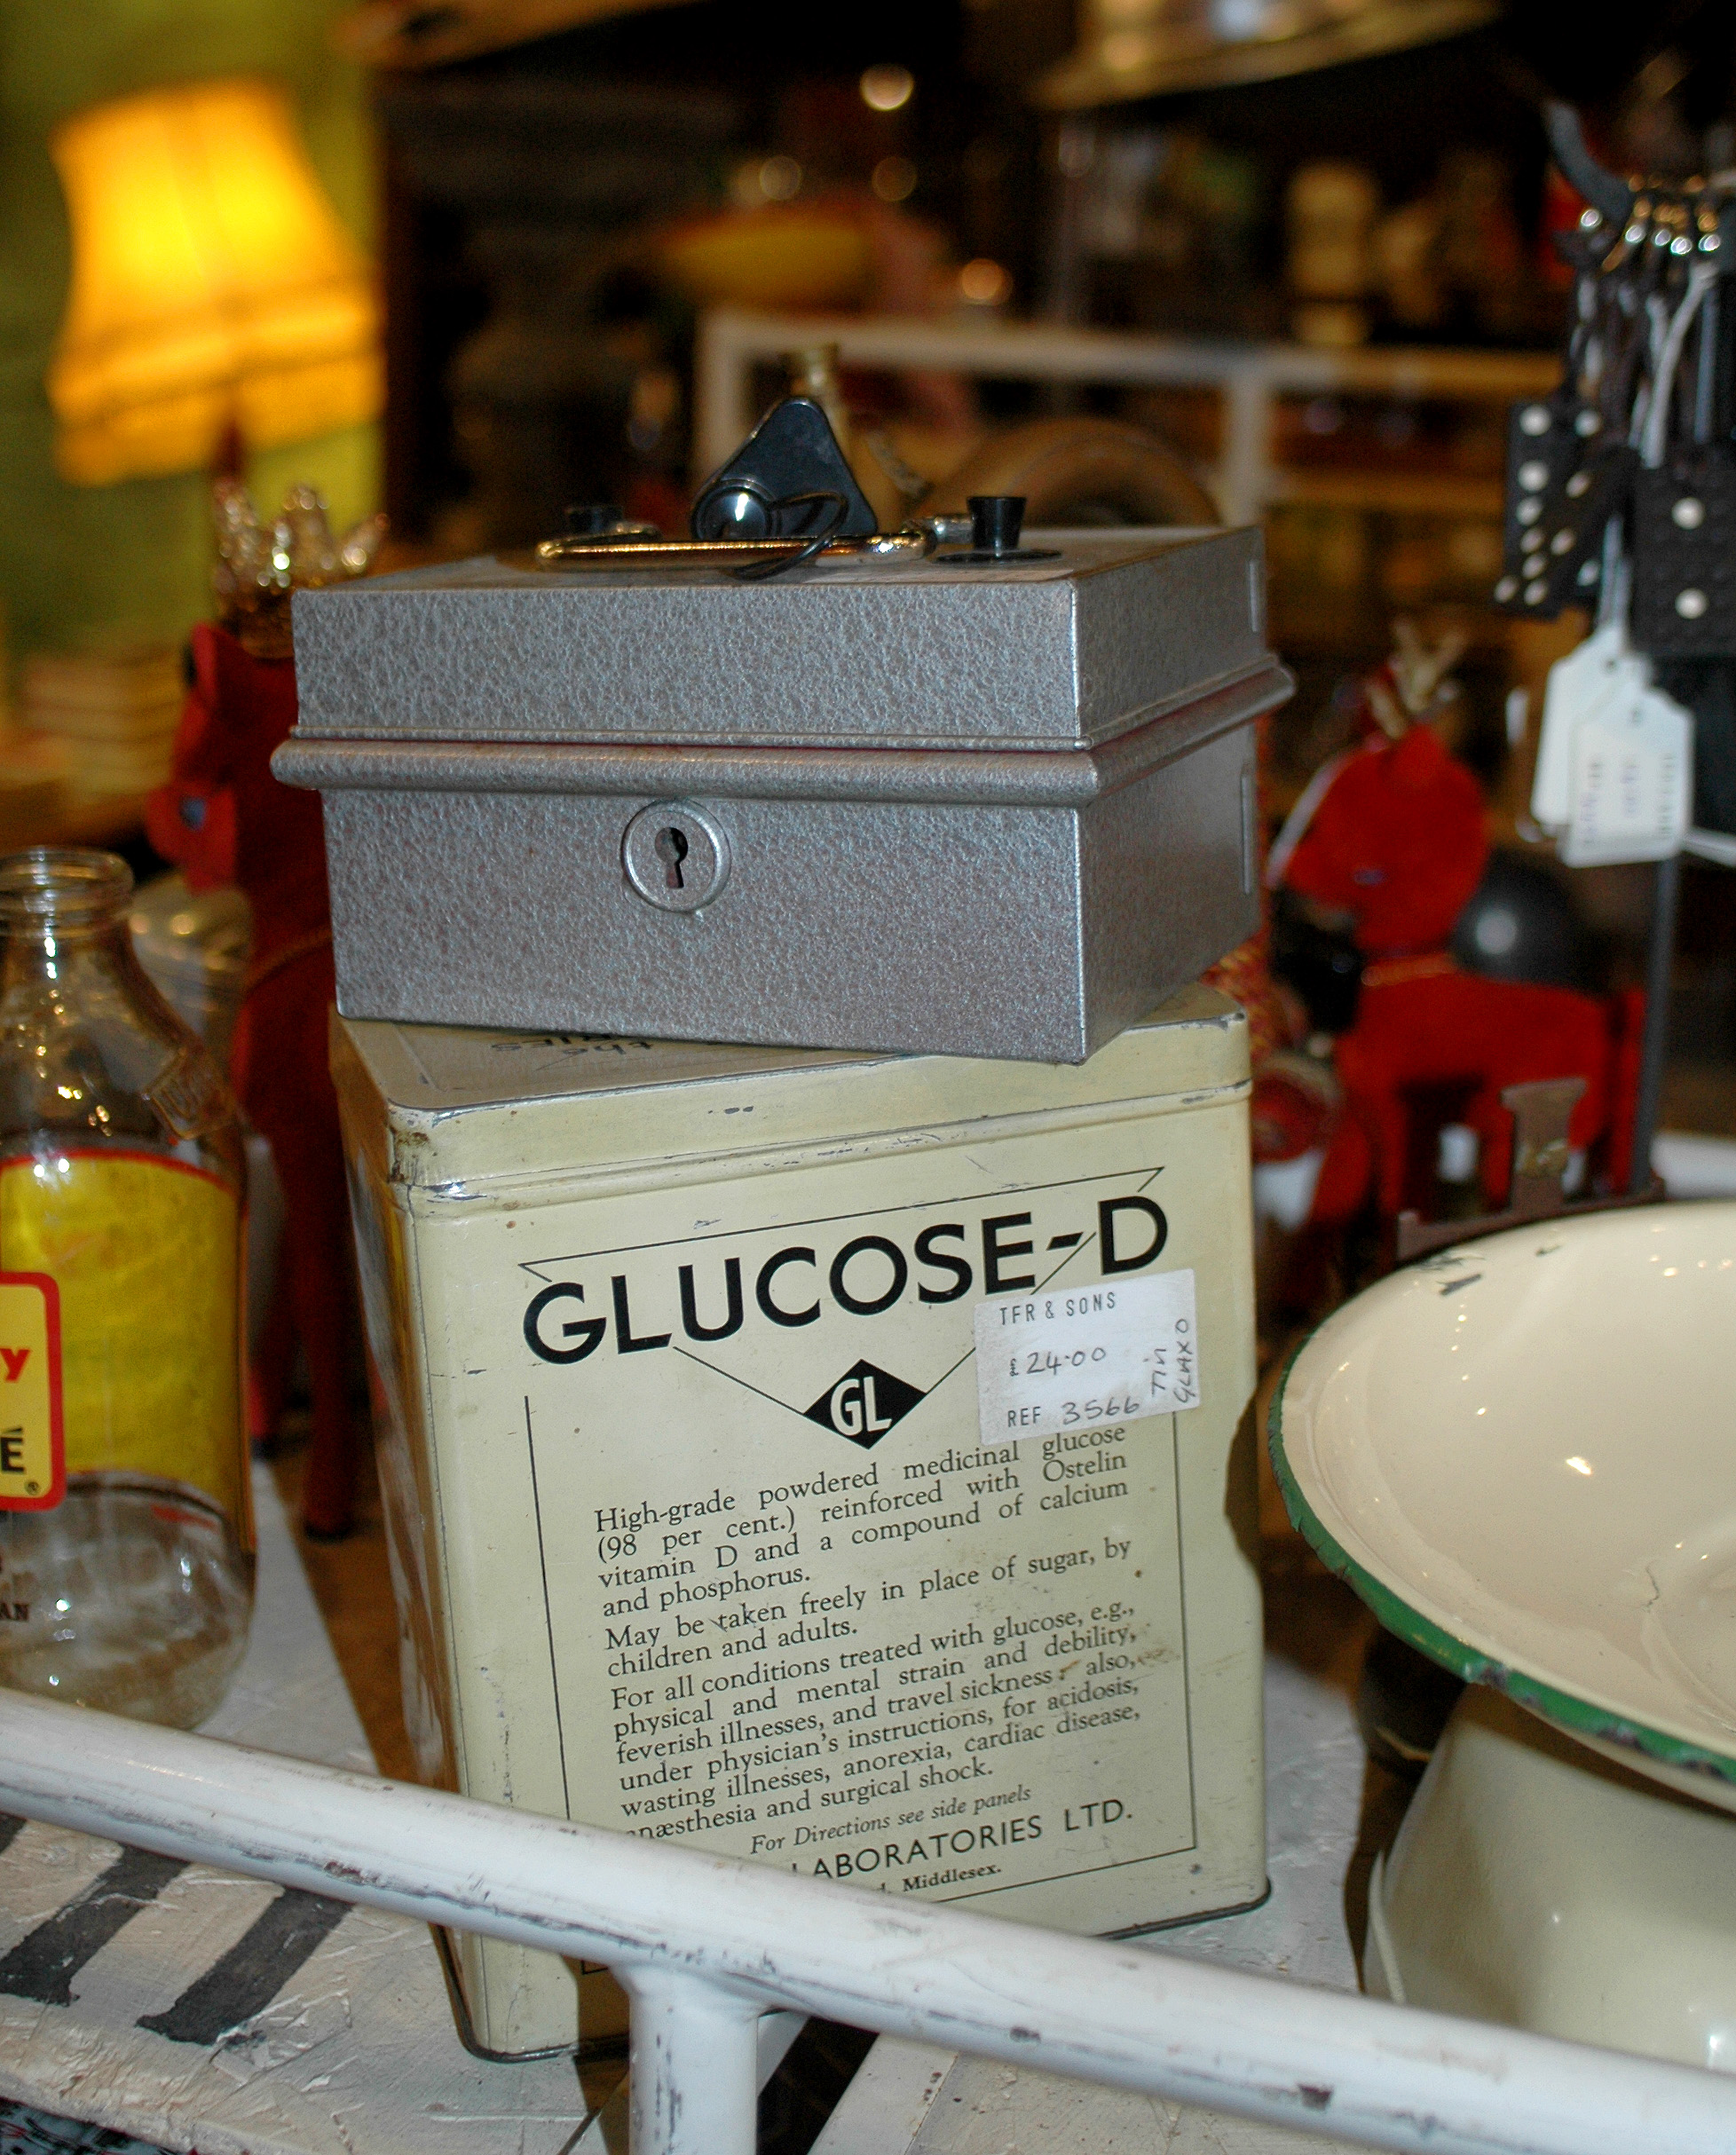 GLUCOSE-D
TFR & SONS
£24-00
REF 3566
TIN
GLAXO
GL
High-grade powdered medicinal glucose
(98 per cent.) reinforced with Ostelin
vitamin D and a compound of calcium
and phosphorus.
May be taken freely in place of sugar, by
children and adults.
For all conditions treated with glucose, e.g.,
physical and mental strain and debility,
feverish illnesses, and travel sickness: also,
under physician's instructions, for acidosis,
wasting illnesses, anorexia, cardiac disease,
anæsthesia and surgical shock.
For Directions see side panels
LABORATORIES LTD.
Middlesex.
y
É
AN